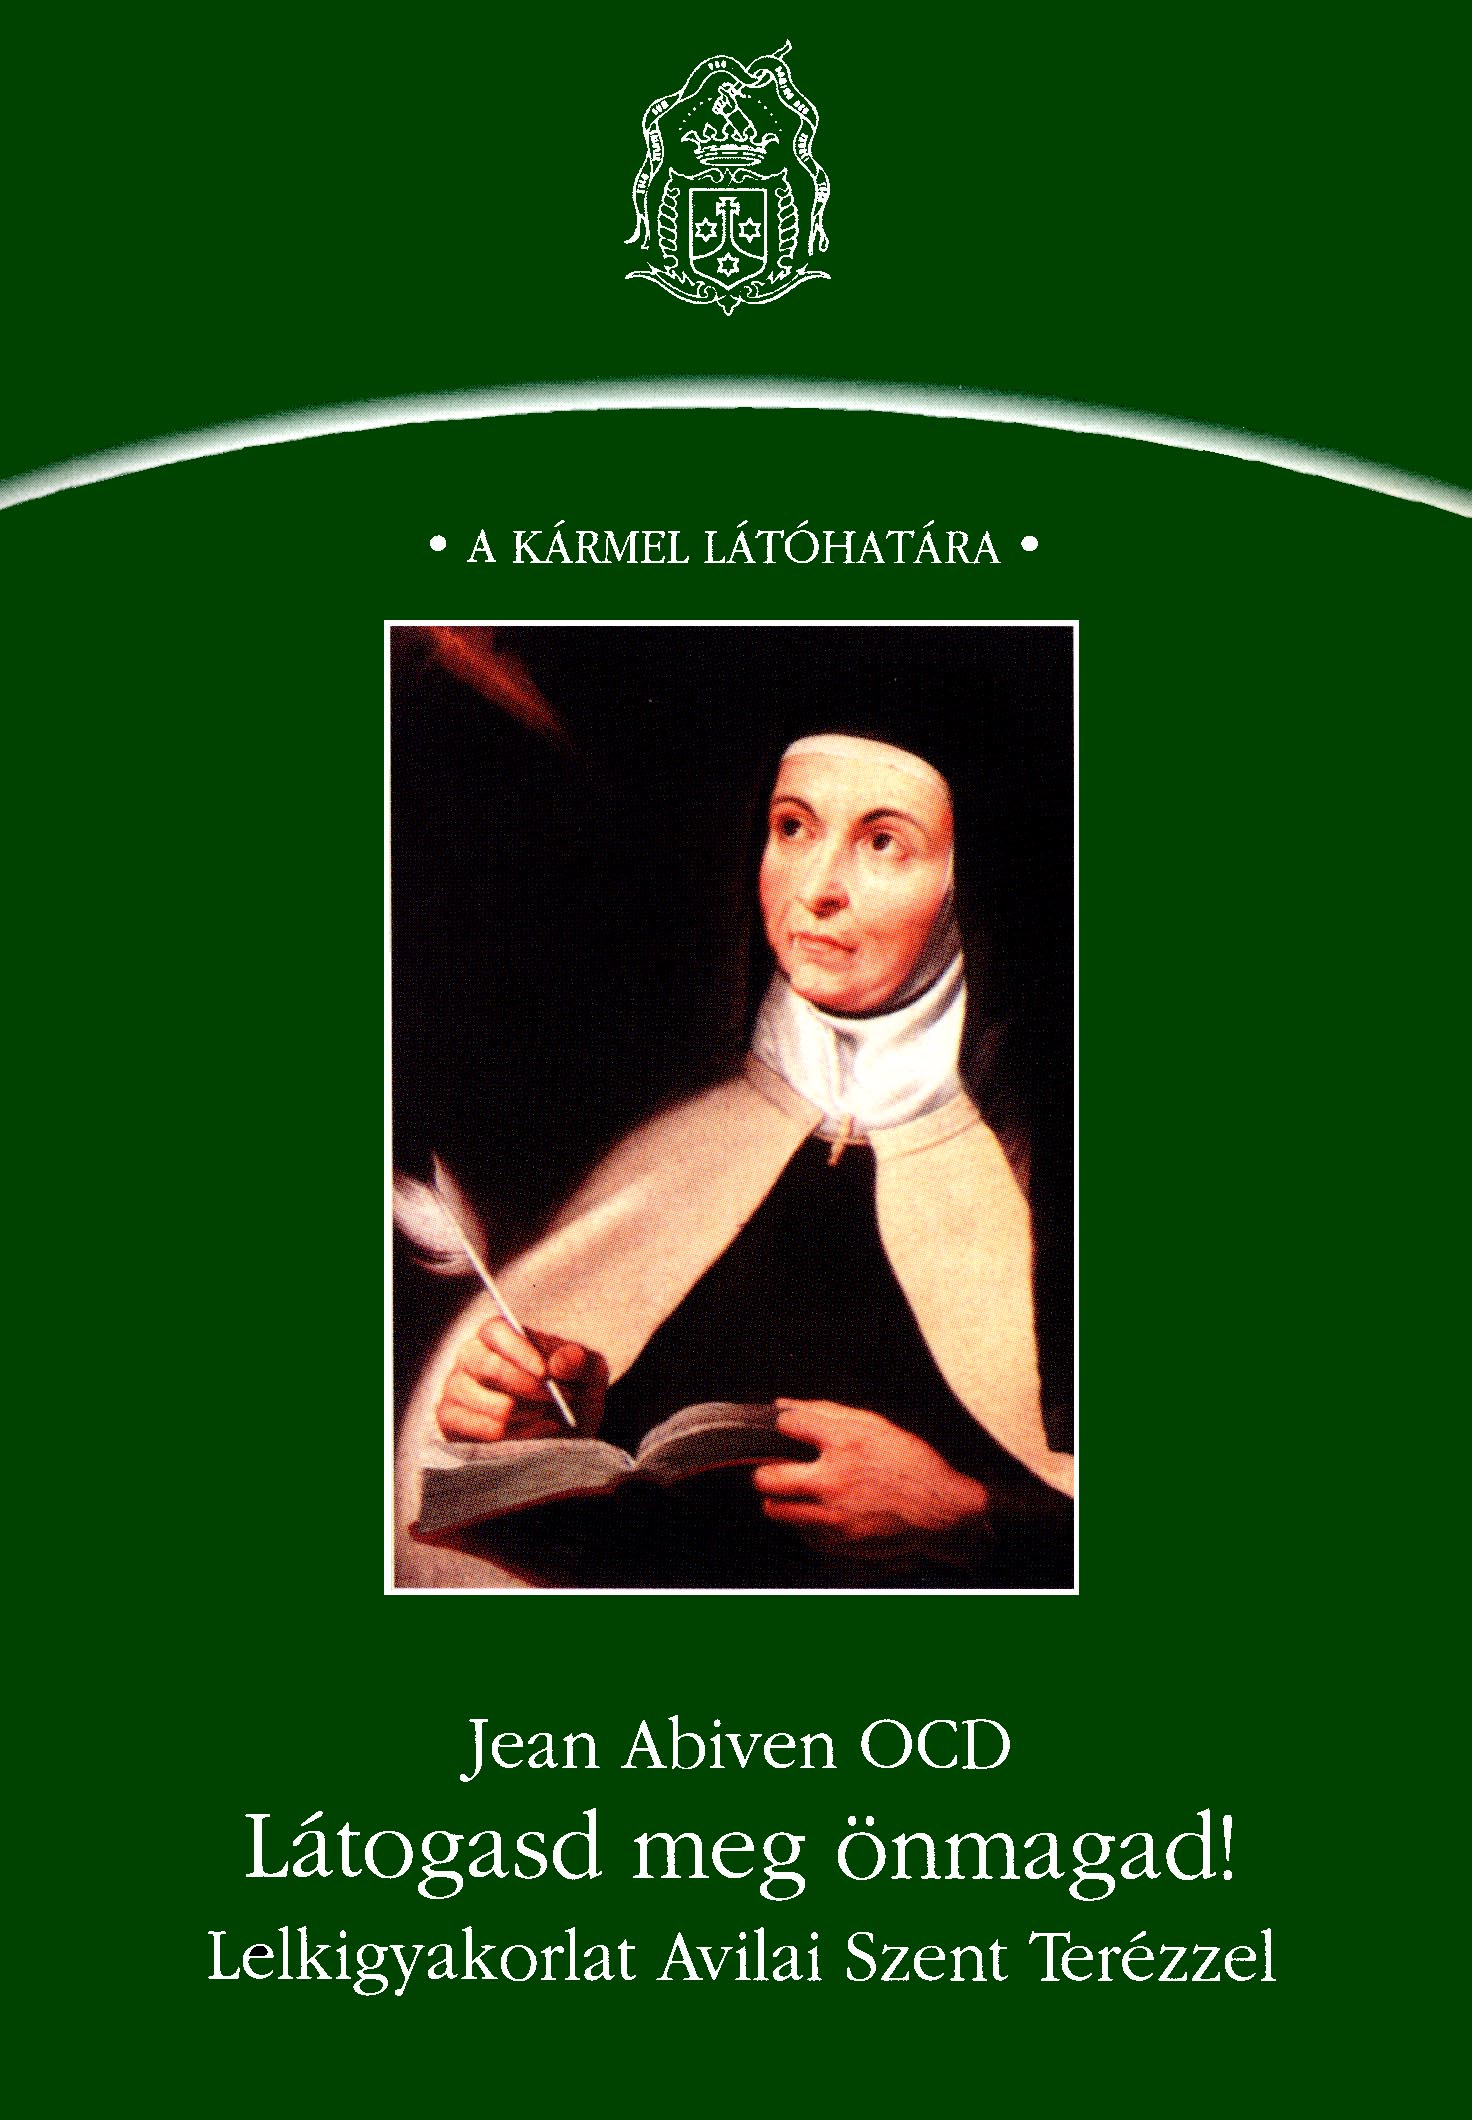 • A KÁRMEL LÁTÓHATÁRA •
Jean Abiven OCD
Látogasd meg önmagad!
Lelkigyakorlat Avilai Szent Terézzel